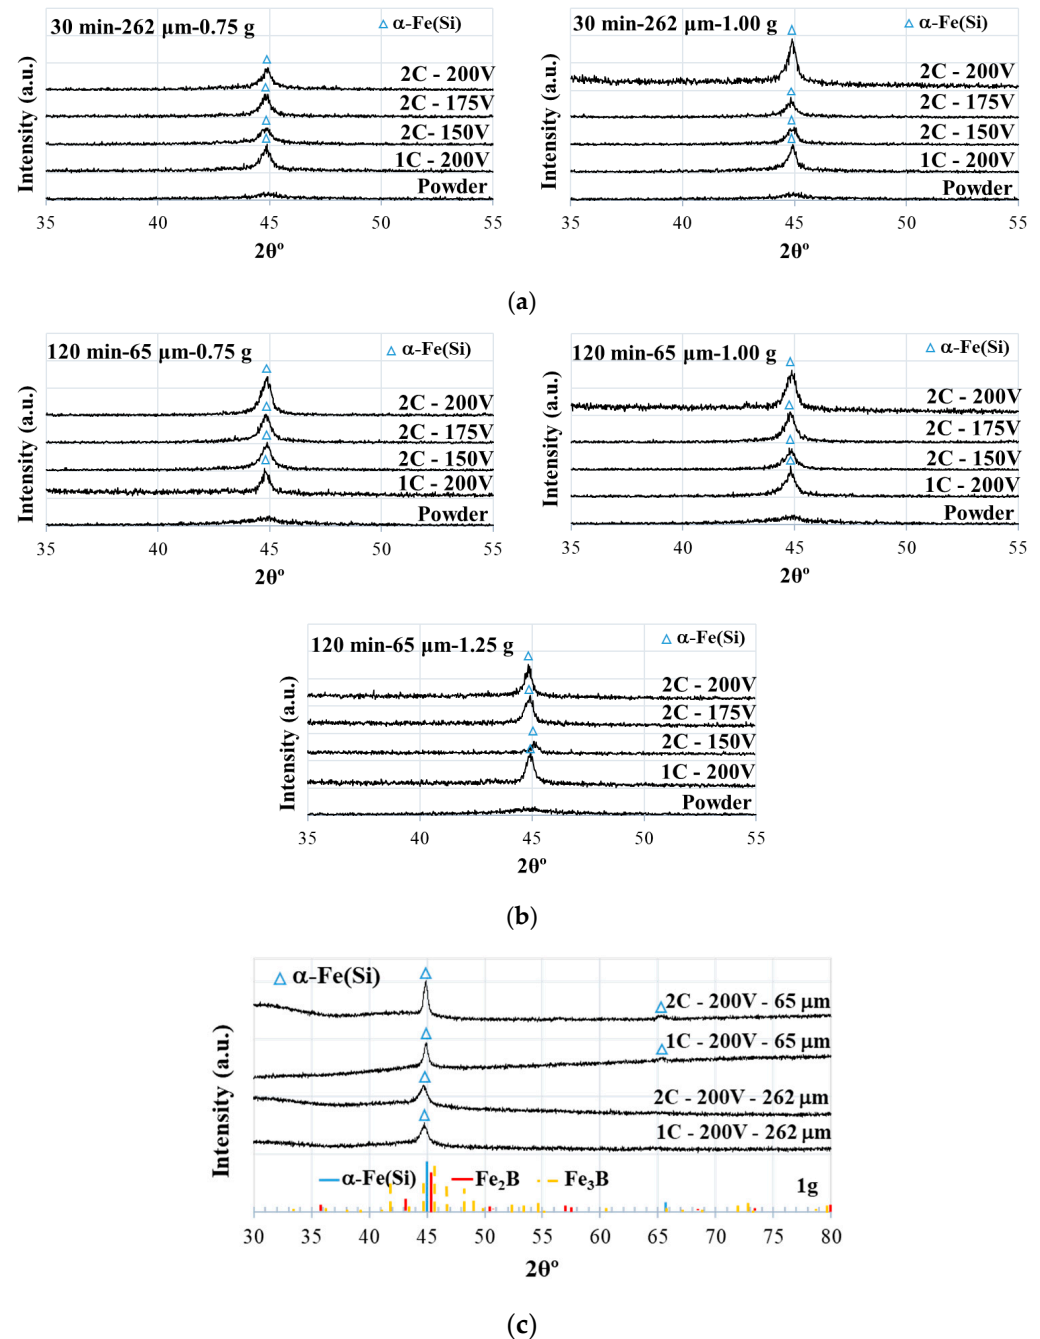 30 min-262 µm-0.75 g
△ α-Fe(Si)
Intensity (a.u.)
2C - 200V
2C - 175V
2C - 150V
1C - 200V
Powder
35 40 45 50 55
2θº
30 min-262 µm-1.00 g
△ α-Fe(Si)
Intensity (a.u.)
2C - 200V
2C - 175V
2C - 150V
1C - 200V
Powder
35 40 45 50 55
2θº
(a)
120 min-65 µm-0.75 g
△ α-Fe(Si)
Intensity (a.u.)
2C - 200V
2C - 175V
2C - 150V
1C - 200V
Powder
35 40 45 50 55
2θº
120 min-65 µm-1.00 g
△ α-Fe(Si)
Intensity (a.u.)
2C - 200V
2C - 175V
2C - 150V
1C - 200V
Powder
35 40 45 50 55
2θº
120 min-65 µm-1.25 g
△ α-Fe(Si)
Intensity (a.u.)
2C - 200V
2C - 175V
2C - 150V
1C - 200V
Powder
35 40 45 50 55
2θº
(b)
△ α-Fe(Si)
Intensity (a.u.)
2C - 200V - 65 µm
1C - 200V - 65 µm
2C - 200V - 262 µm
1C - 200V - 262 µm
α-Fe(Si) Fe₂B Fe₃B 1g
30 35 40 45 50 55 60 65 70 75 80
2θº
(c)